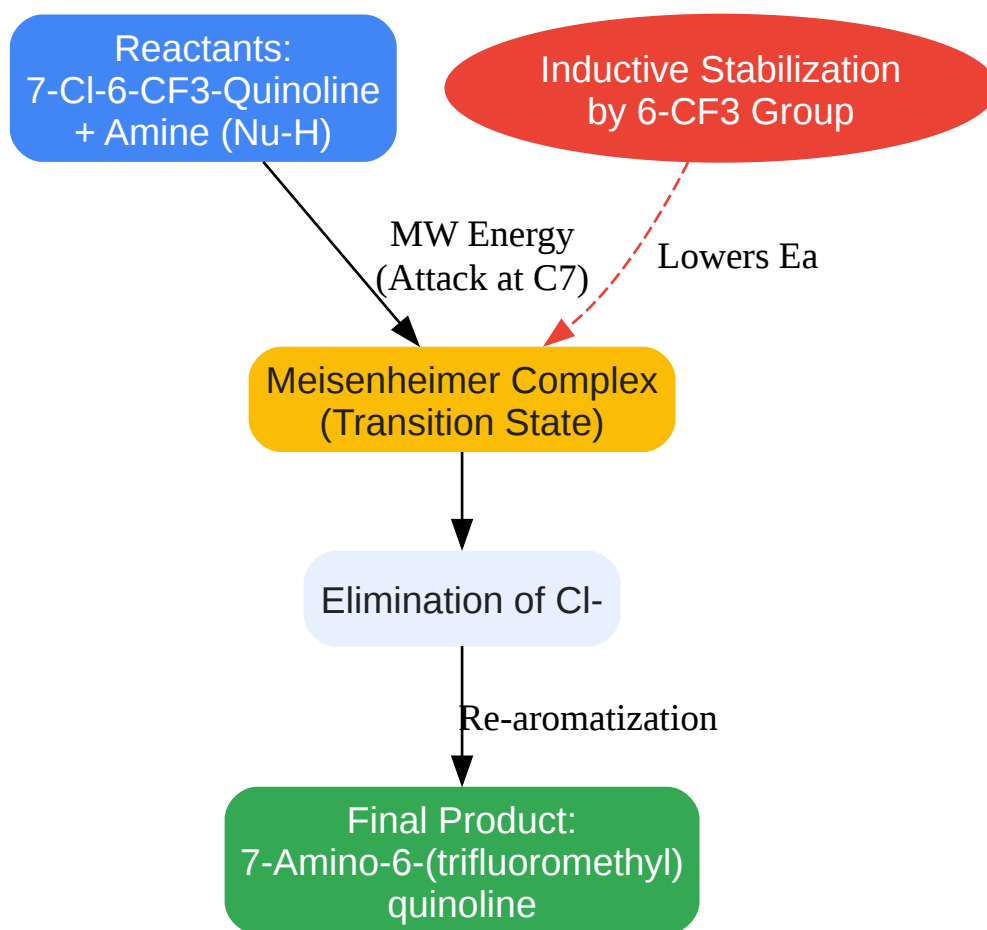 Reactants:
7-Cl-6-CF3-Quinoline
+ Amine (Nu-H)
Inductive Stabilization
by 6-CF3 Group
MW Energy
(Attack at C7)
Lowers Ea
Meisenheimer Complex
(Transition State)
Elimination of Cl-
Re-aromatization
Final Product:
7-Amino-6-(trifluoromethyl)
quinoline